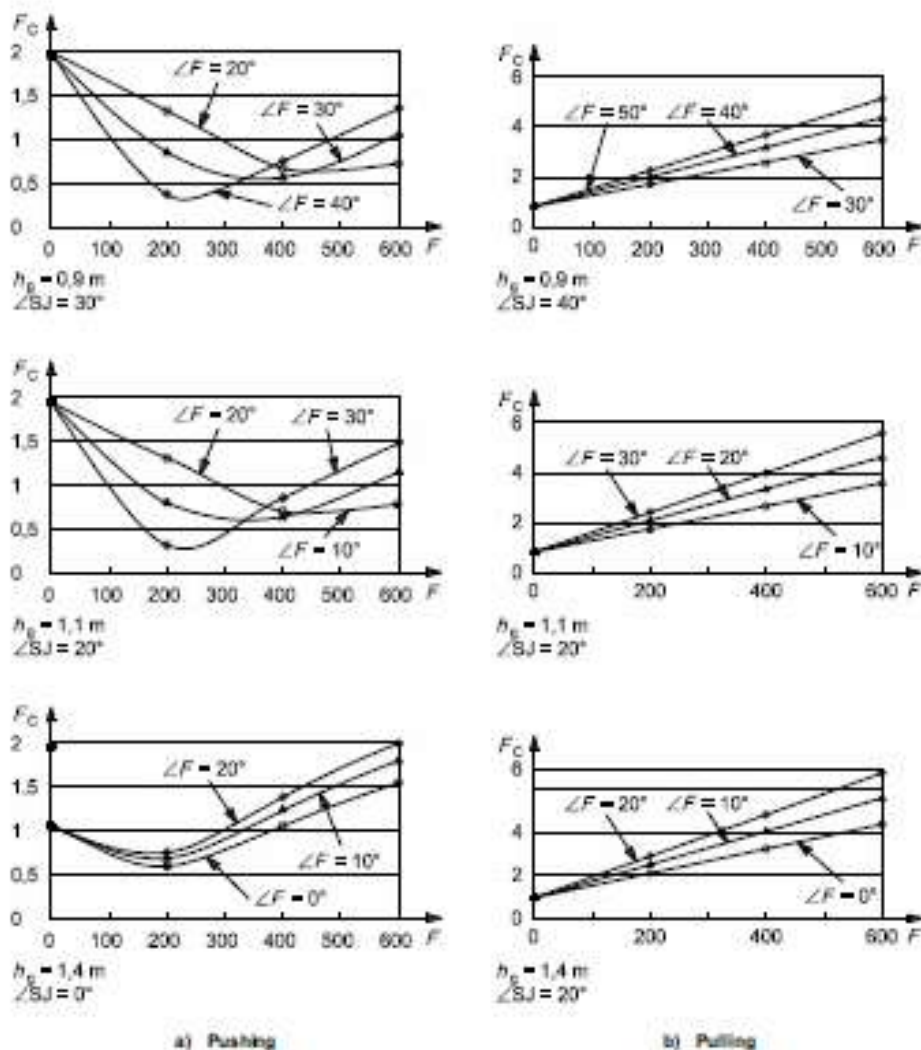 F_C
2
1.5
1
0.5
0
∠F = 20°
∠F = 30°
∠F = 40°
0 100 200 300 400 500 600 F
h_g = 0,9 m
∠SJ = 30°
F_C
6
4
2
0
∠F = 50°
∠F = 40°
∠F = 30°
0 100 200 300 400 500 600 F
h_g = 0,9 m
∠SJ = 40°
F_C
2
1.5
1
0.5
0
∠F = 20°
∠F = 30°
∠F = 10°
0 100 200 300 400 500 600 F
h_g = 1,1 m
∠SJ = 20°
F_C
6
4
2
0
∠F = 30°
∠F = 20°
∠F = 10°
0 200 400 600 F
h_g = 1,1 m
∠SJ = 20°
F_C
2
1.5
1
0.5
0
∠F = 20°
∠F = 10°
∠F = 0°
0 100 200 300 400 500 600 F
h_g = 1,4 m
∠SJ = 0°
F_C
4
2
0
∠F = 20°
∠F = 10°
∠F = 0°
0 200 400 600 F
h_g = 1,4 m
∠SJ = 20°
a) Pushing
b) Pulling